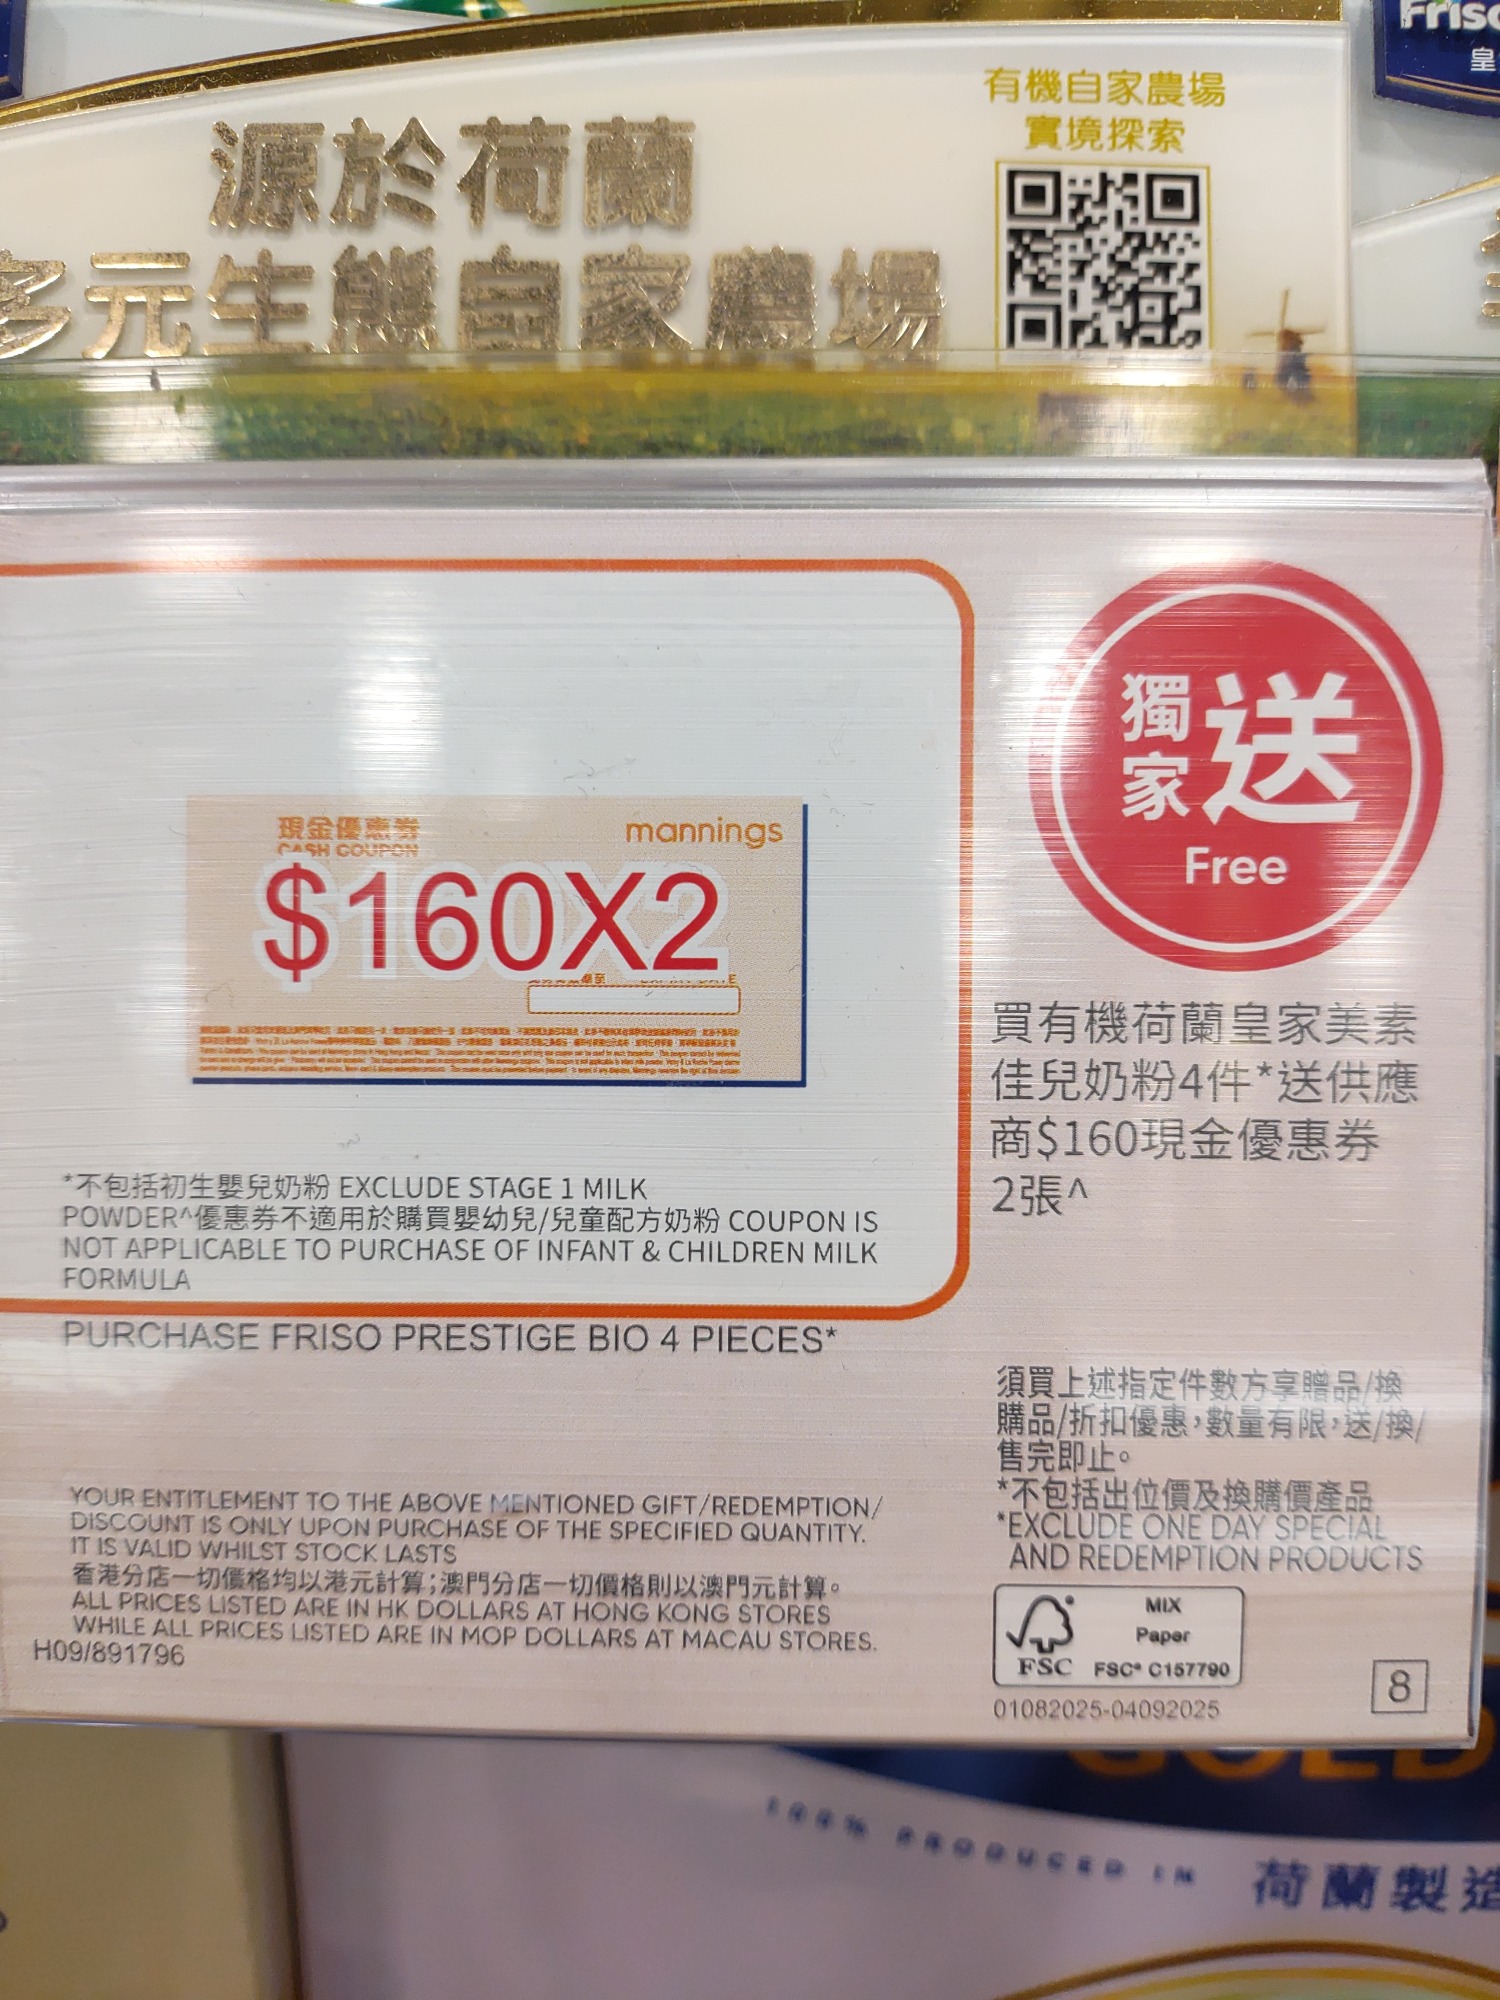 Friso
皇
有機自家農場
實境探索
源於荷蘭
多元生態自家農場
獨家送
Free
現金優惠券
CASH COUPON
mannings
$160X2
買有機荷蘭皇家美素
佳兒奶粉4件*送供應
商$160現金優惠券
2張^
*不包括初生嬰兒奶粉 EXCLUDE STAGE 1 MILK
POWDER^優惠券不適用於購買嬰幼兒/兒童配方奶粉 COUPON IS
NOT APPLICABLE TO PURCHASE OF INFANT & CHILDREN MILK
FORMULA
PURCHASE FRISO PRESTIGE BIO 4 PIECES*
須買上述指定件數方享贈品/換
購品/折扣優惠，數量有限，送/換/
售完即止。
*不包括出位價及換購價產品
*EXCLUDE ONE DAY SPECIAL
AND REDEMPTION PRODUCTS
YOUR ENTITLEMENT TO THE ABOVE MENTIONED GIFT/REDEMPTION/
DISCOUNT IS ONLY UPON PURCHASE OF THE SPECIFIED QUANTITY.
IT IS VALID WHILST STOCK LASTS
香港分店一切價格均以港元計算；澳門分店一切價格則以澳門元計算。
ALL PRICES LISTED ARE IN HK DOLLARS AT HONG KONG STORES
WHILE ALL PRICES LISTED ARE IN MOP DOLLARS AT MACAU STORES.
H09/891796
FSC
MIX
Paper
FSC® C157790
01082025-04092025
8
GOLD
100% PRODUCED IN
荷蘭製造